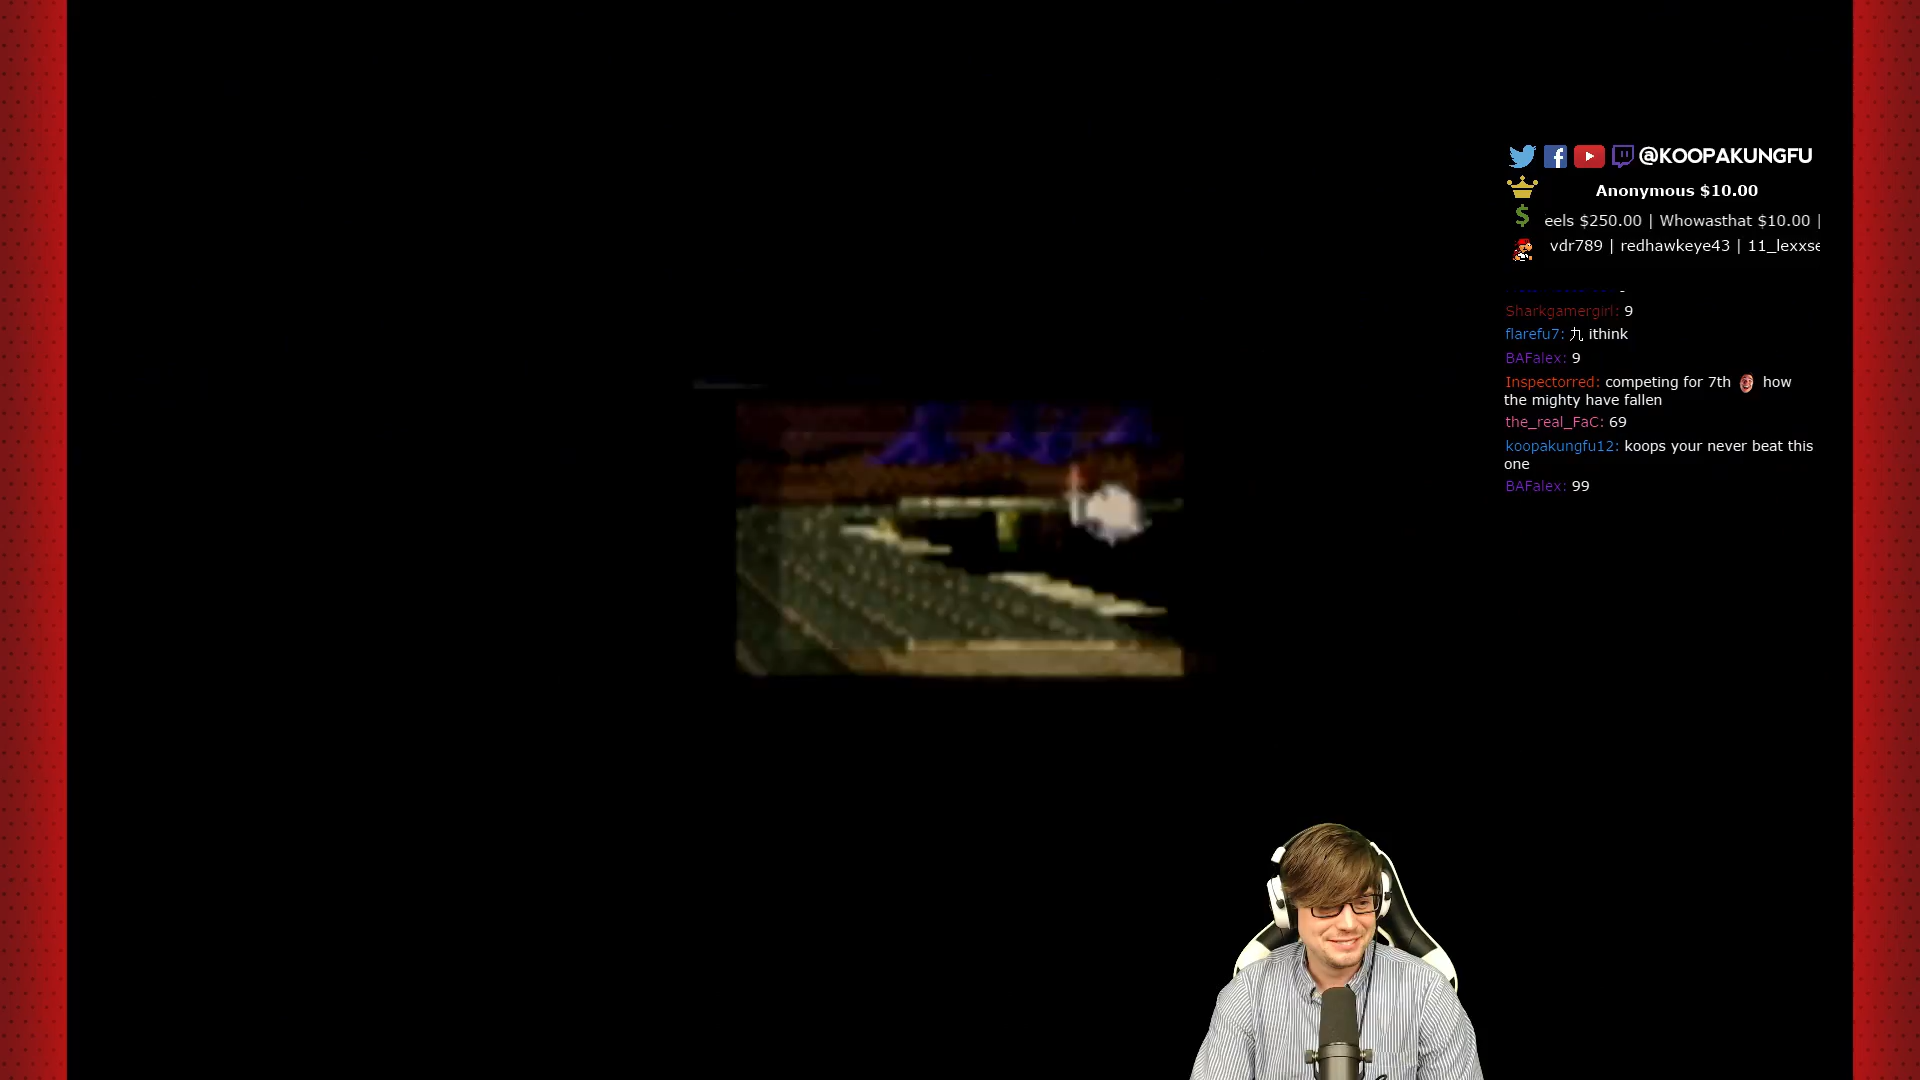 @KOOPAKUNGFU
Anonymous $10.00
eels $250.00 | Whowasthat $10.00 |
vdr789 | redhawkeye43 | 11_lexxse
Sharkgamergirl: 9
flarefu7: 九 ithink
BAFalex: 9
Inspectorred: competing for 7th how
the mighty have fallen
the_real_FaC: 69
koopakungfu12: koops your never beat this
one
BAFalex: 99